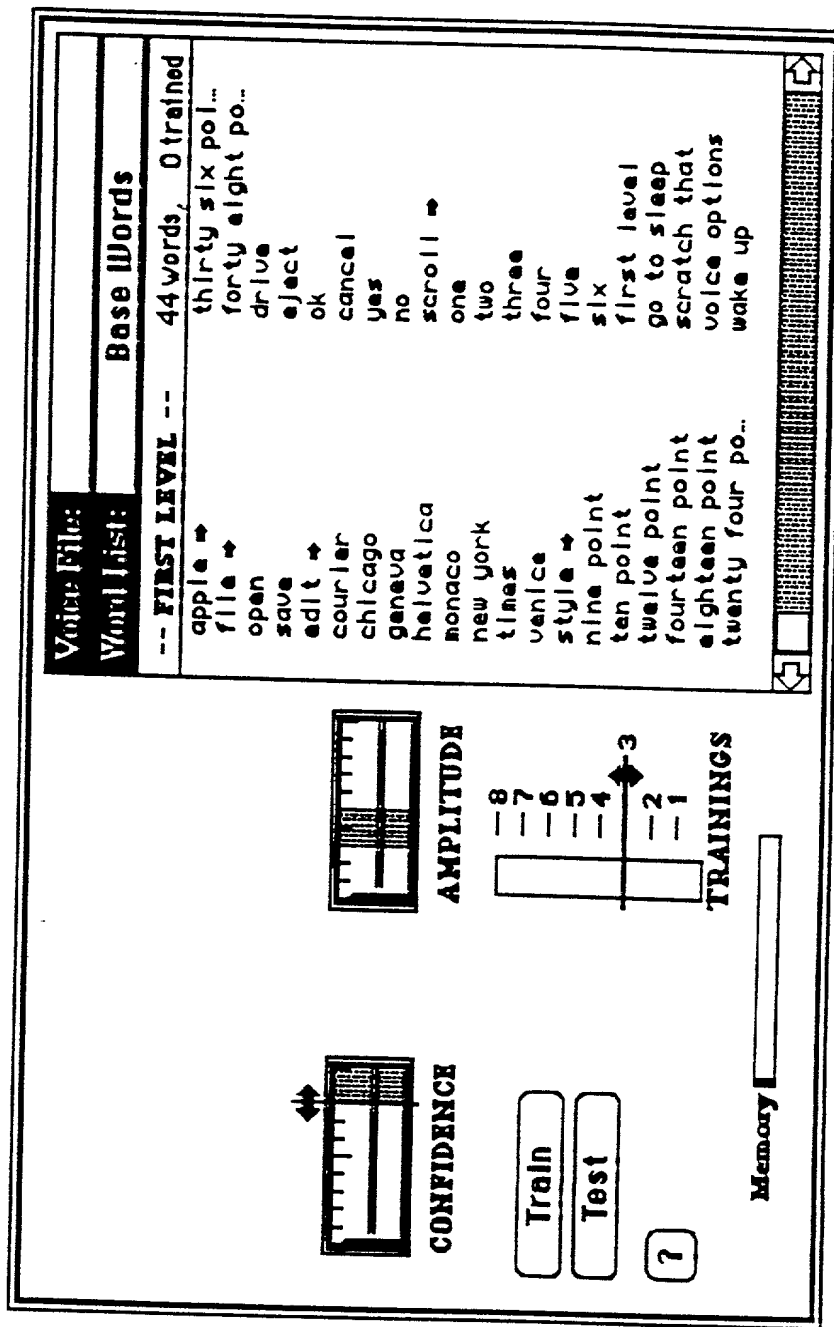 Voice File:
Word List: Base Words
-- FIRST LEVEL -- 44 words, 0 trained
apple ➡
file ➡
open
save
edit ➡
courier
chicago
geneva
helvetica
monaco
new york
times
venice
style ➡
nine point
ten point
twelve point
fourteen point
eighteen point
twenty four po…
thirty six poi…
forty eight po…
drive
eject
ok
cancel
yes
no
scroll ➡
one
two
three
four
five
six
first level
go to sleep
scratch that
voice options
wake up
CONFIDENCE
AMPLITUDE
Train
Test
?
8
7
6
5
4
3
2
1
TRAININGS
Memory